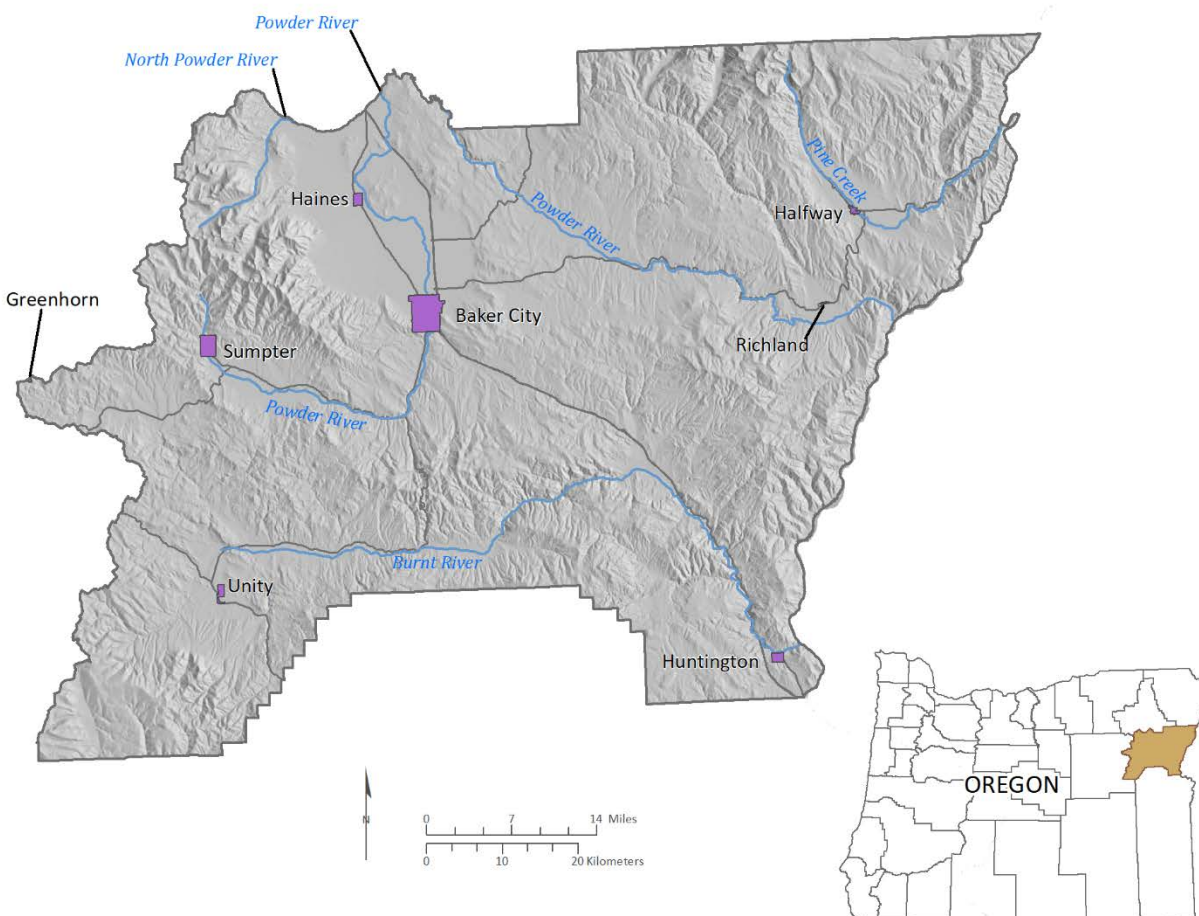 Powder River
North Powder River
Pine Creek
Haines
Powder River
Halfway
Greenhorn
Baker City
Richland
Sumpter
Powder River
Burnt River
Unity
Huntington
OREGON
N
0 7 14 Miles
0 10 20 Kilometers